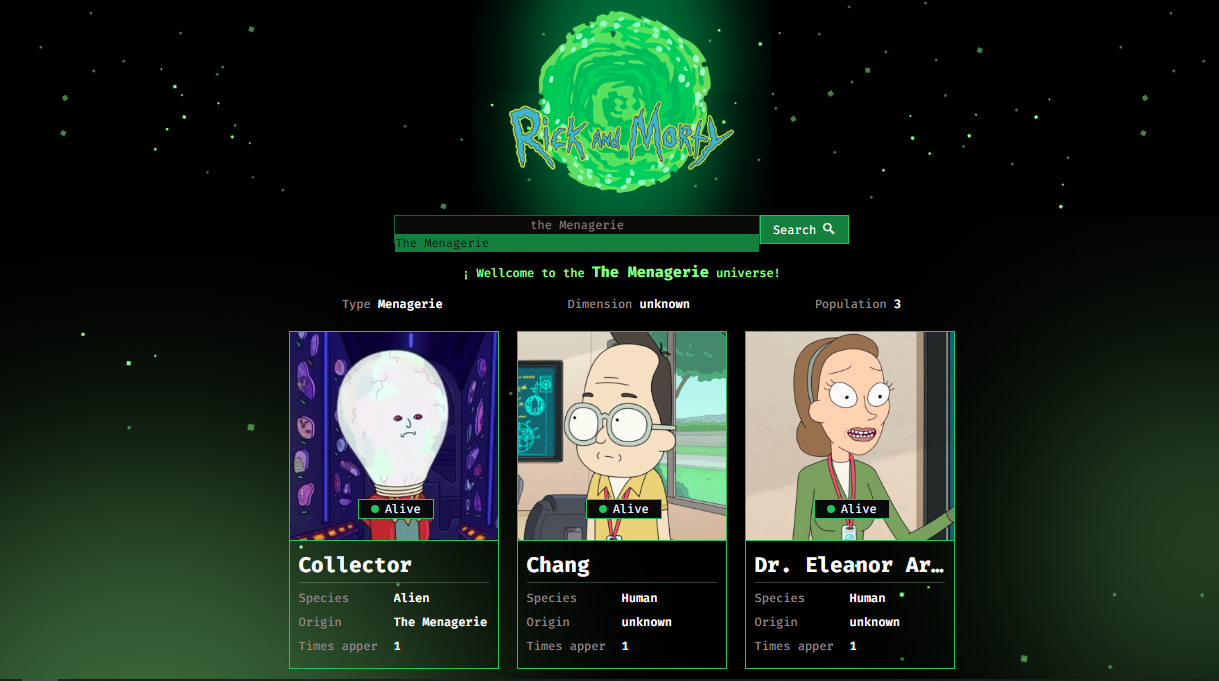 Rick and Morty
the Menagerie
Search
The Menagerie
¡ Wellcome to the The Menagerie universe!
Type Menagerie
Dimension unknown
Population 3
Alive
Alive
Alive
Collector
Chang
Dr. Eleanor Ar…
Species Alien
Species Human
Species Human
Origin The Menagerie
Origin unknown
Origin unknown
Times apper 1
Times apper 1
Times apper 1